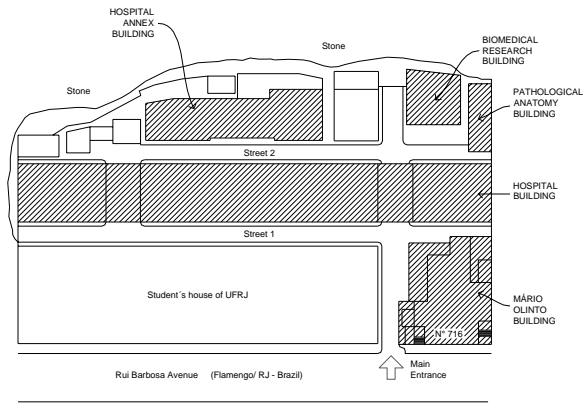 HOSPITAL
ANNEX
BUILDING
Stone
BIOMEDICAL
RESEARCH
BUILDING
Stone
PATHOLOGICAL
ANATOMY
BUILDING
Street 2
HOSPITAL
BUILDING
Street 1
Student´s house of UFRJ
MÁRIO
OLINTO
BUILDING
N° 716
Rui Barbosa Avenue (Flamengo/ RJ - Brazil)
Main
Entrance